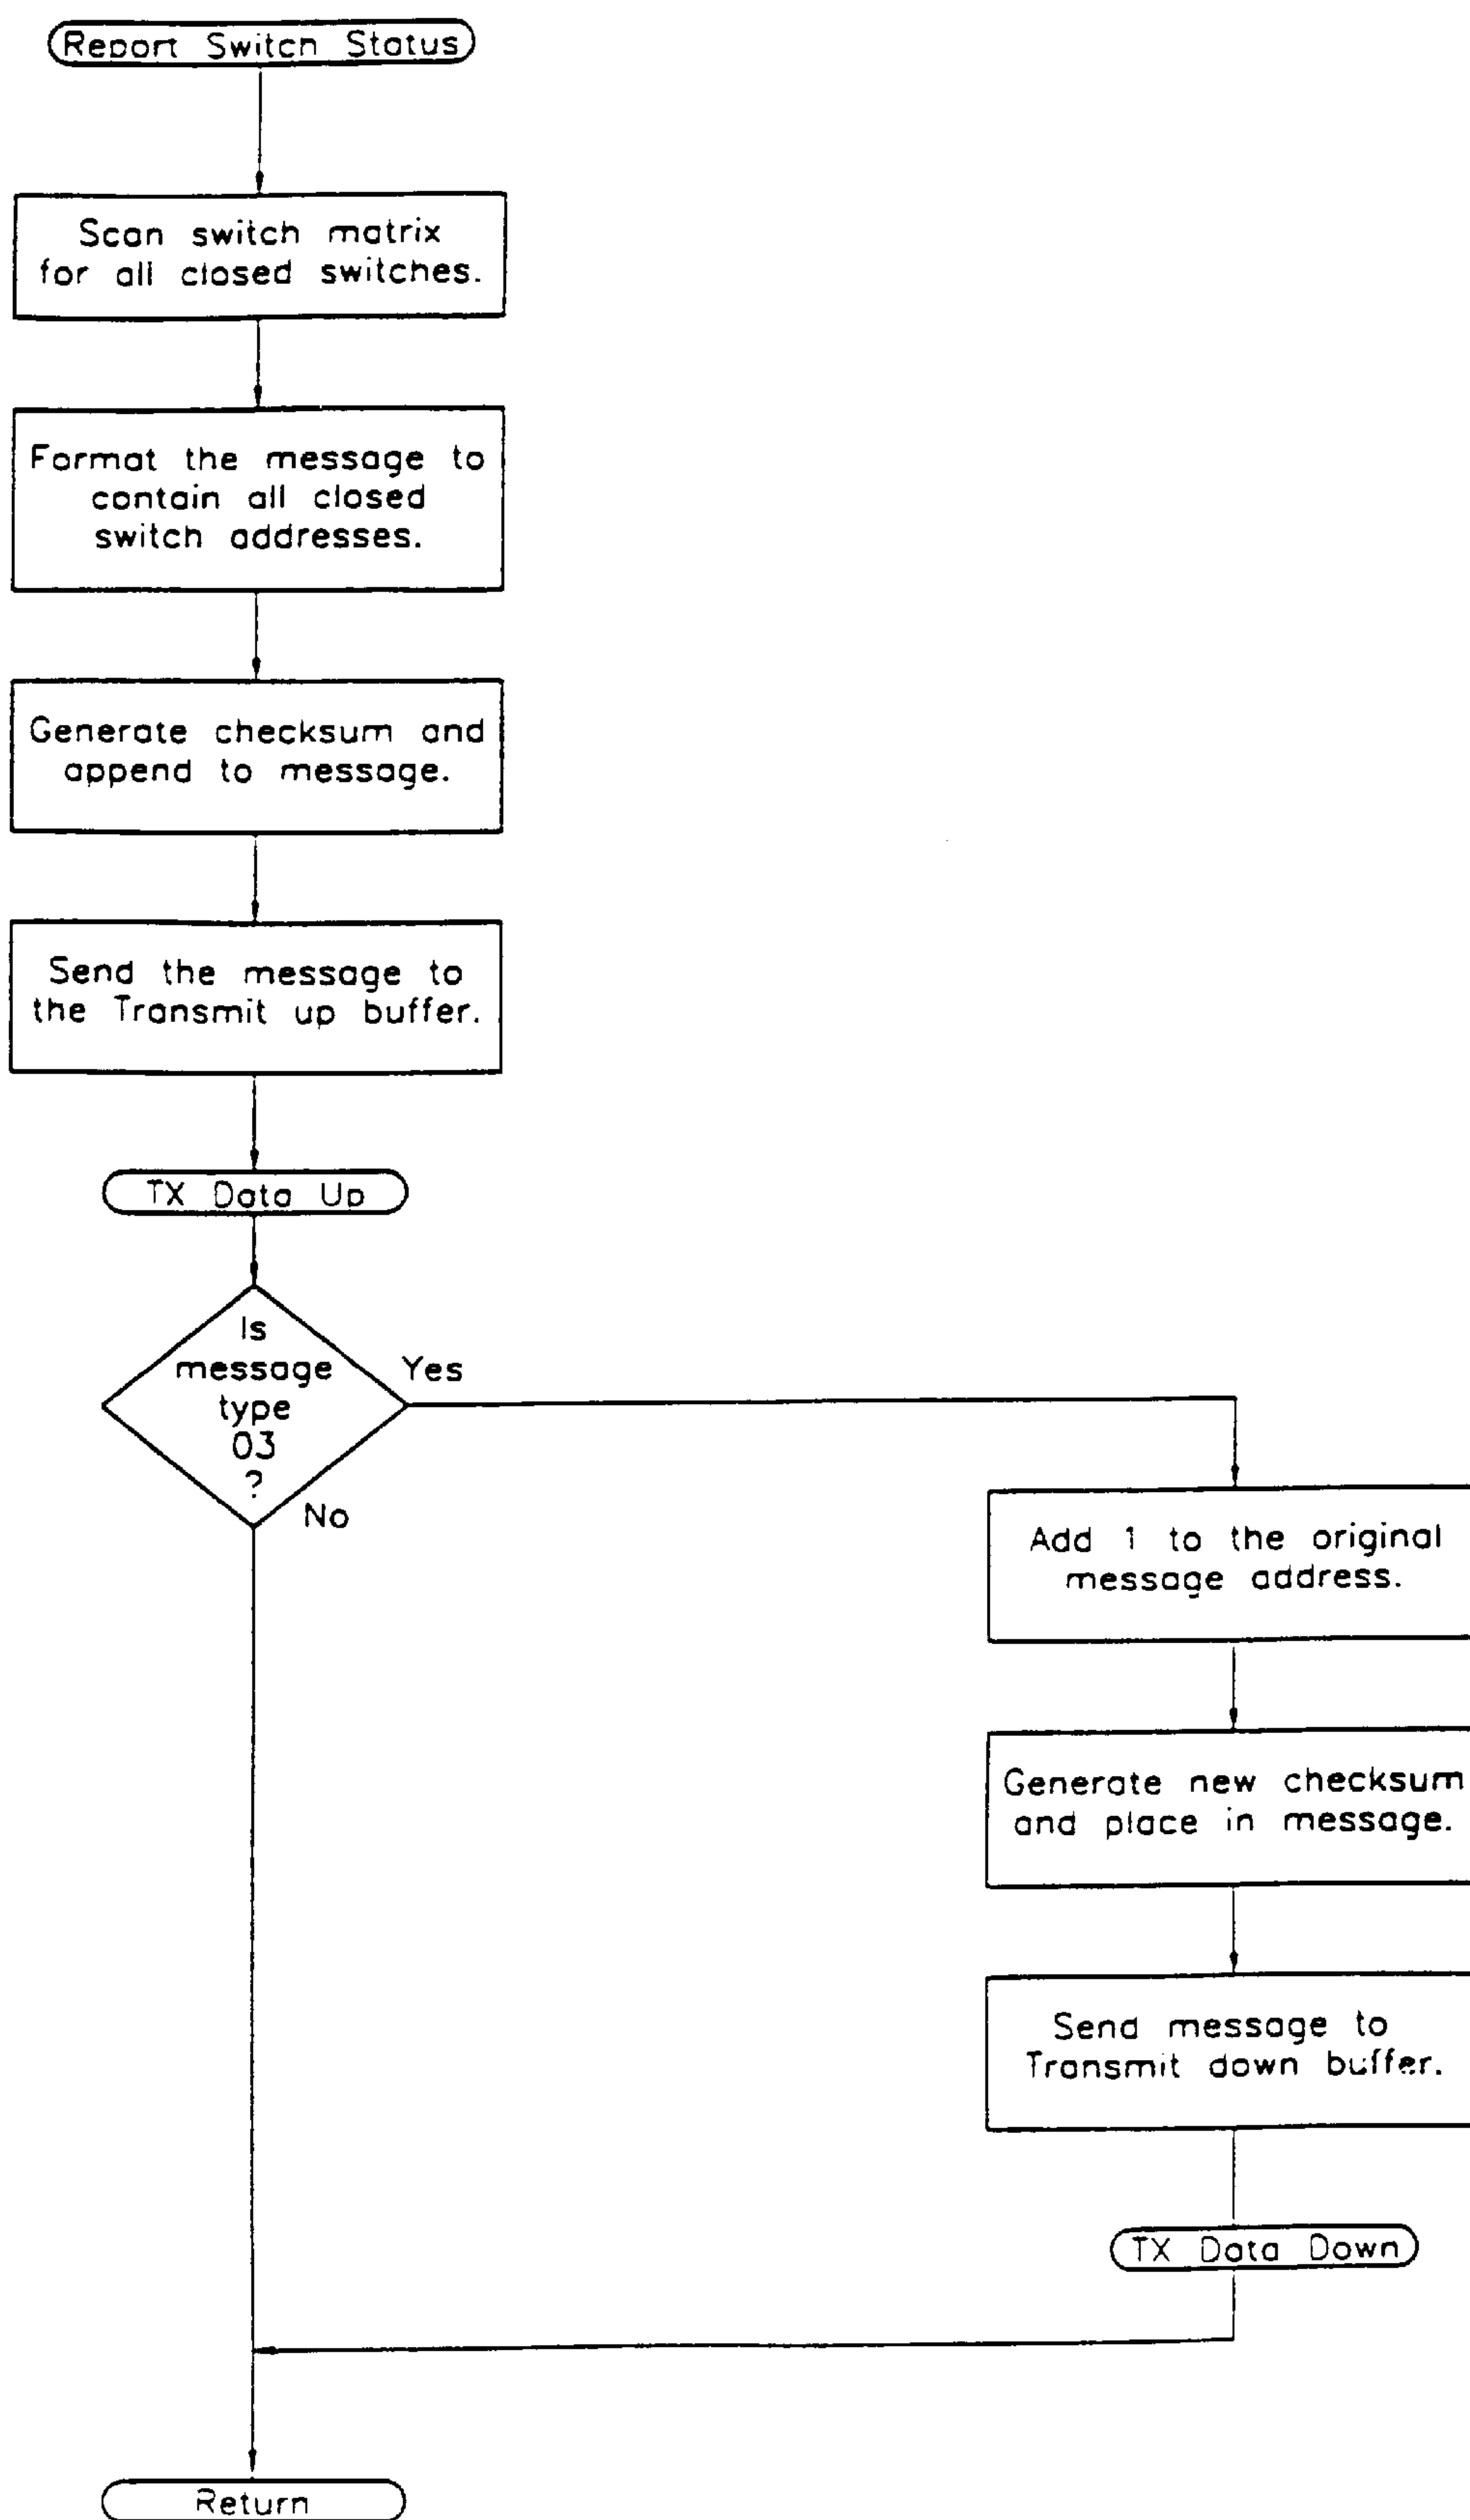 Report Switch Status
Scan switch matrix
for all closed switches.
Format the message to
contain all closed
switch addresses.
Generate checksum and
append to message.
Send the message to
the Transmit up buffer.
TX Data Up
Is
message
type
03
?
Yes
No
Add 1 to the original
message address.
Generate new checksum
and place in message.
Send message to
Transmit down buffer.
TX Data Down
Return